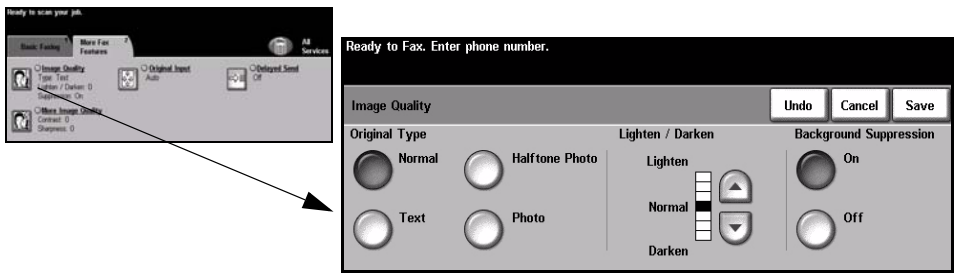 Ready to scan your job.
Basic Faxing 1
More Fax Features 2
All Services
Image Quality
Type: Text
Lighten / Darken: 0
Suppression: On
Original Input
Auto
Delayed Send
Off
More Image Quality
Contrast: 0
Sharpness: 0
Ready to Fax. Enter phone number.
Image Quality
Undo Cancel Save
Original Type Lighten / Darken Background Suppression
Normal Halftone Photo Lighten On
Normal
Text Photo Off
Darken